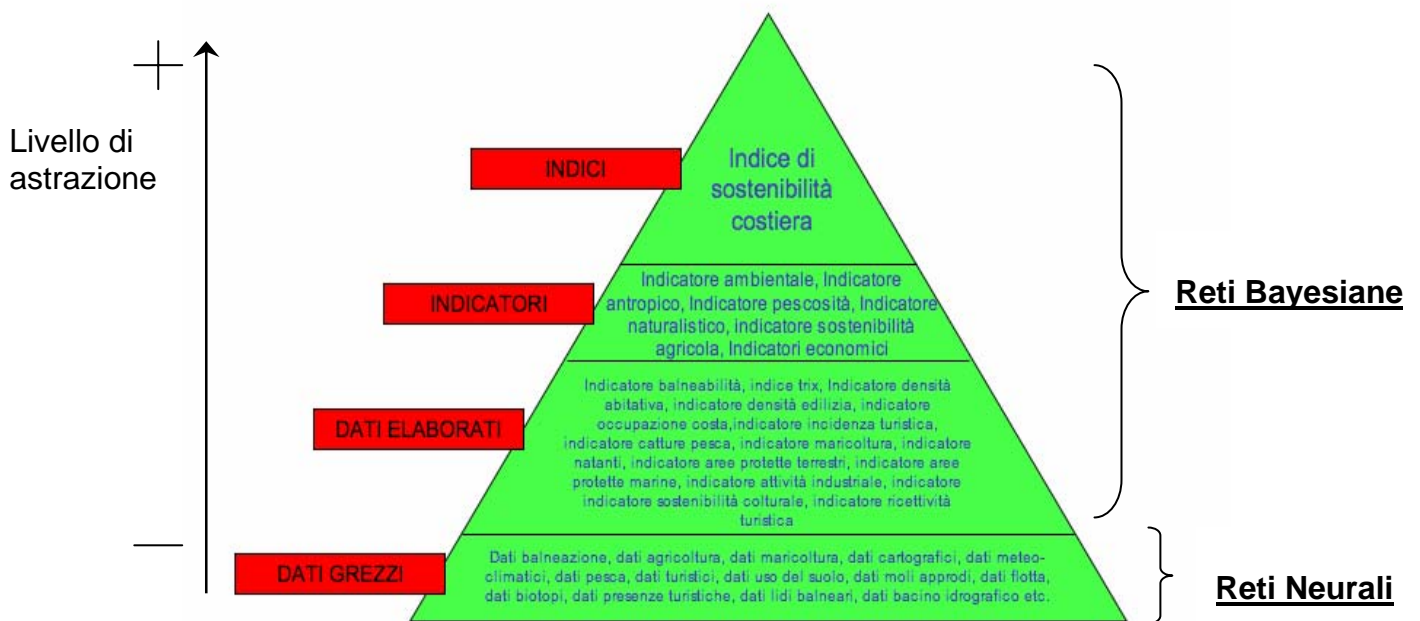 +
Livello di
astrazione
–
INDICI
Indice di
sostenibilità
costiera
INDICATORI
Indicatore ambientale, Indicatore
antropico, Indicatore pescosità, Indicatore
naturalistico, indicatore sostenibilità
agricola, Indicatori economici
DATI ELABORATI
Indicatore balneabilità, indice trix, Indicatore densità
abitativa, indicatore densità edilizia, indicatore
occupazione costa,indicatore incidenza turistica,
indicatore catture pesca, indicatore maricoltura, indicatore
natanti, indicatore aree protette terrestri, indicatore aree
protette marine, indicatore attività industriale, indicatore
indicatore sostenibilità colturale, indicatore ricettività
turistica
DATI GREZZI
Dati balneazione, dati agricoltura, dati maricoltura, dati cartografici, dati meteo-
climatici, dati pesca, dati turistici, dati uso del suolo, dati moli approdi, dati flotta,
dati biotopi, dati presenze turistiche, dati lidi balneari, dati bacino idrografico etc.
Reti Bayesiane
Reti Neurali